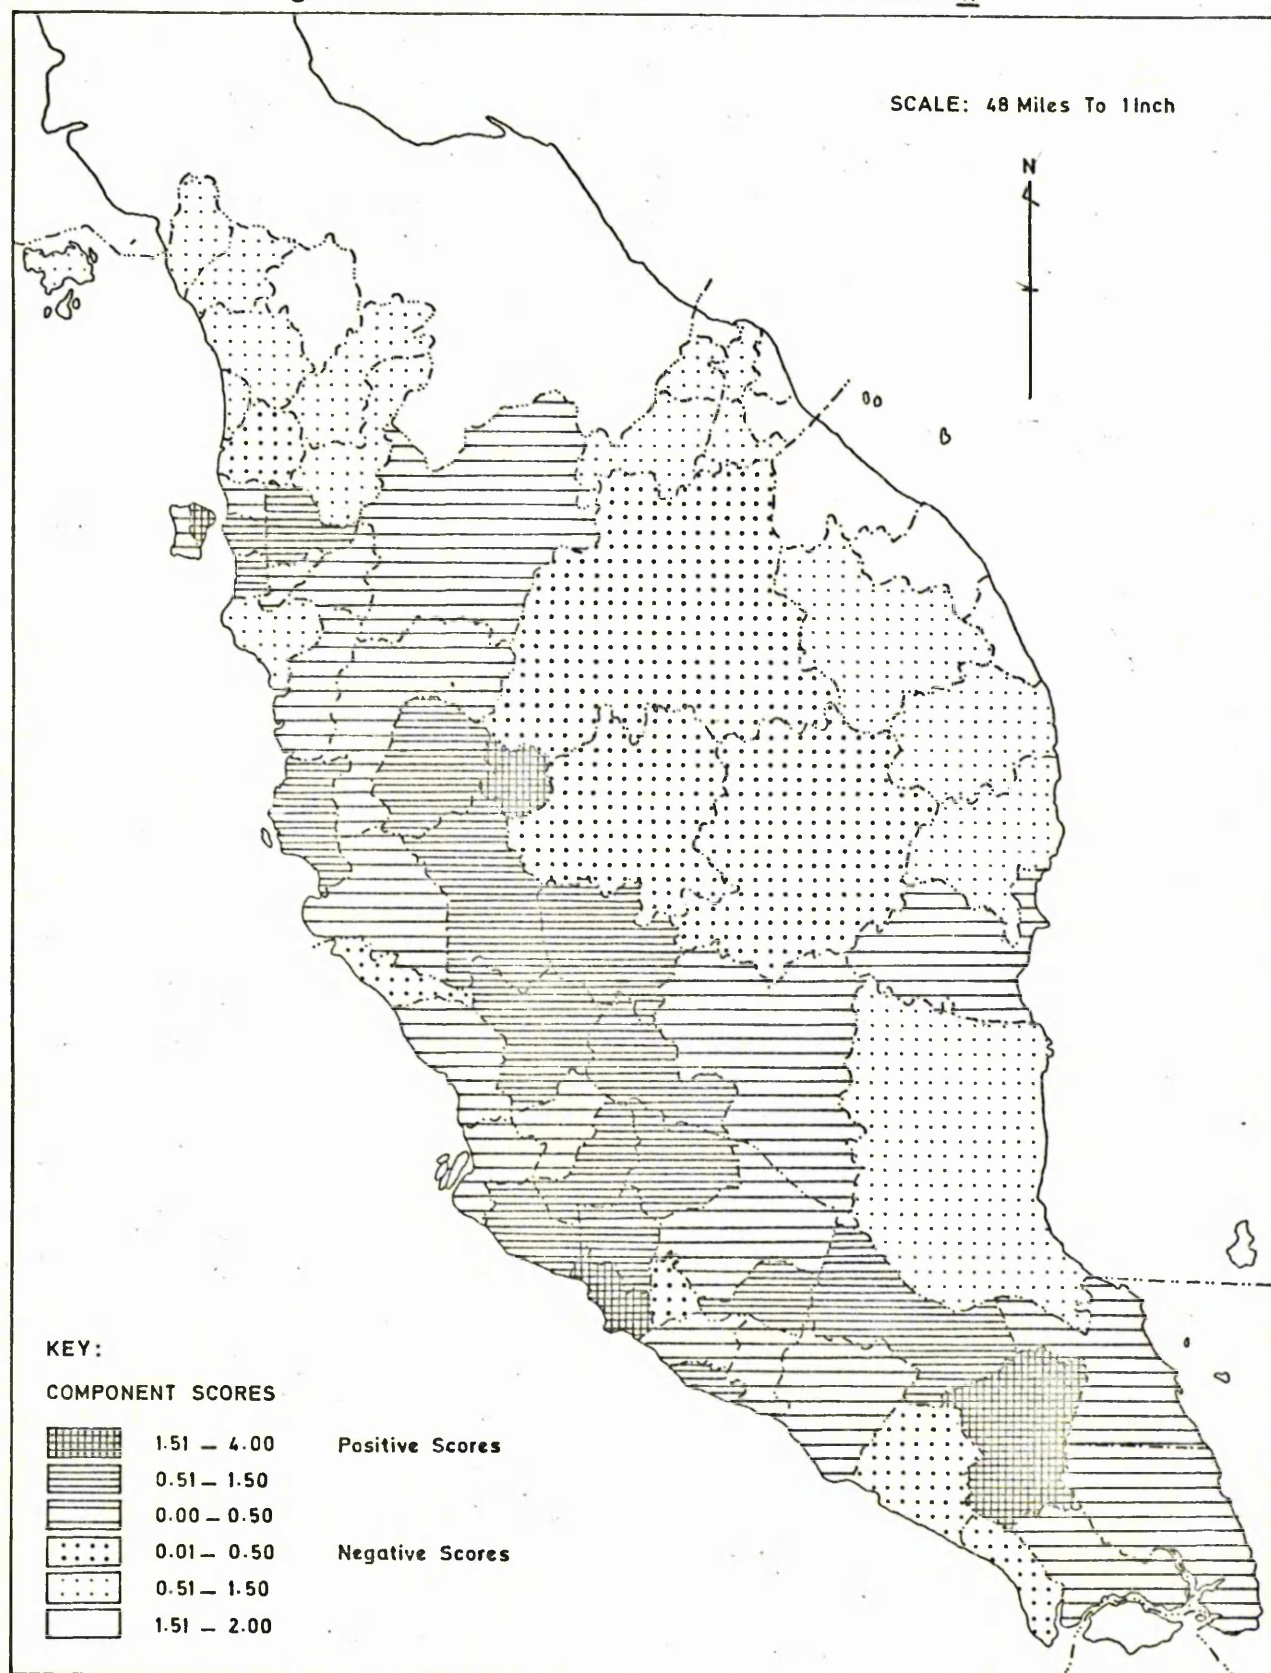 SCALE: 48 Miles To 1 Inch
N
KEY:
COMPONENT SCORES
1.51 – 4.00 Positive Scores
0.51 – 1.50
0.00 – 0.50
0.01 – 0.50 Negative Scores
0.51 – 1.50
1.51 – 2.00